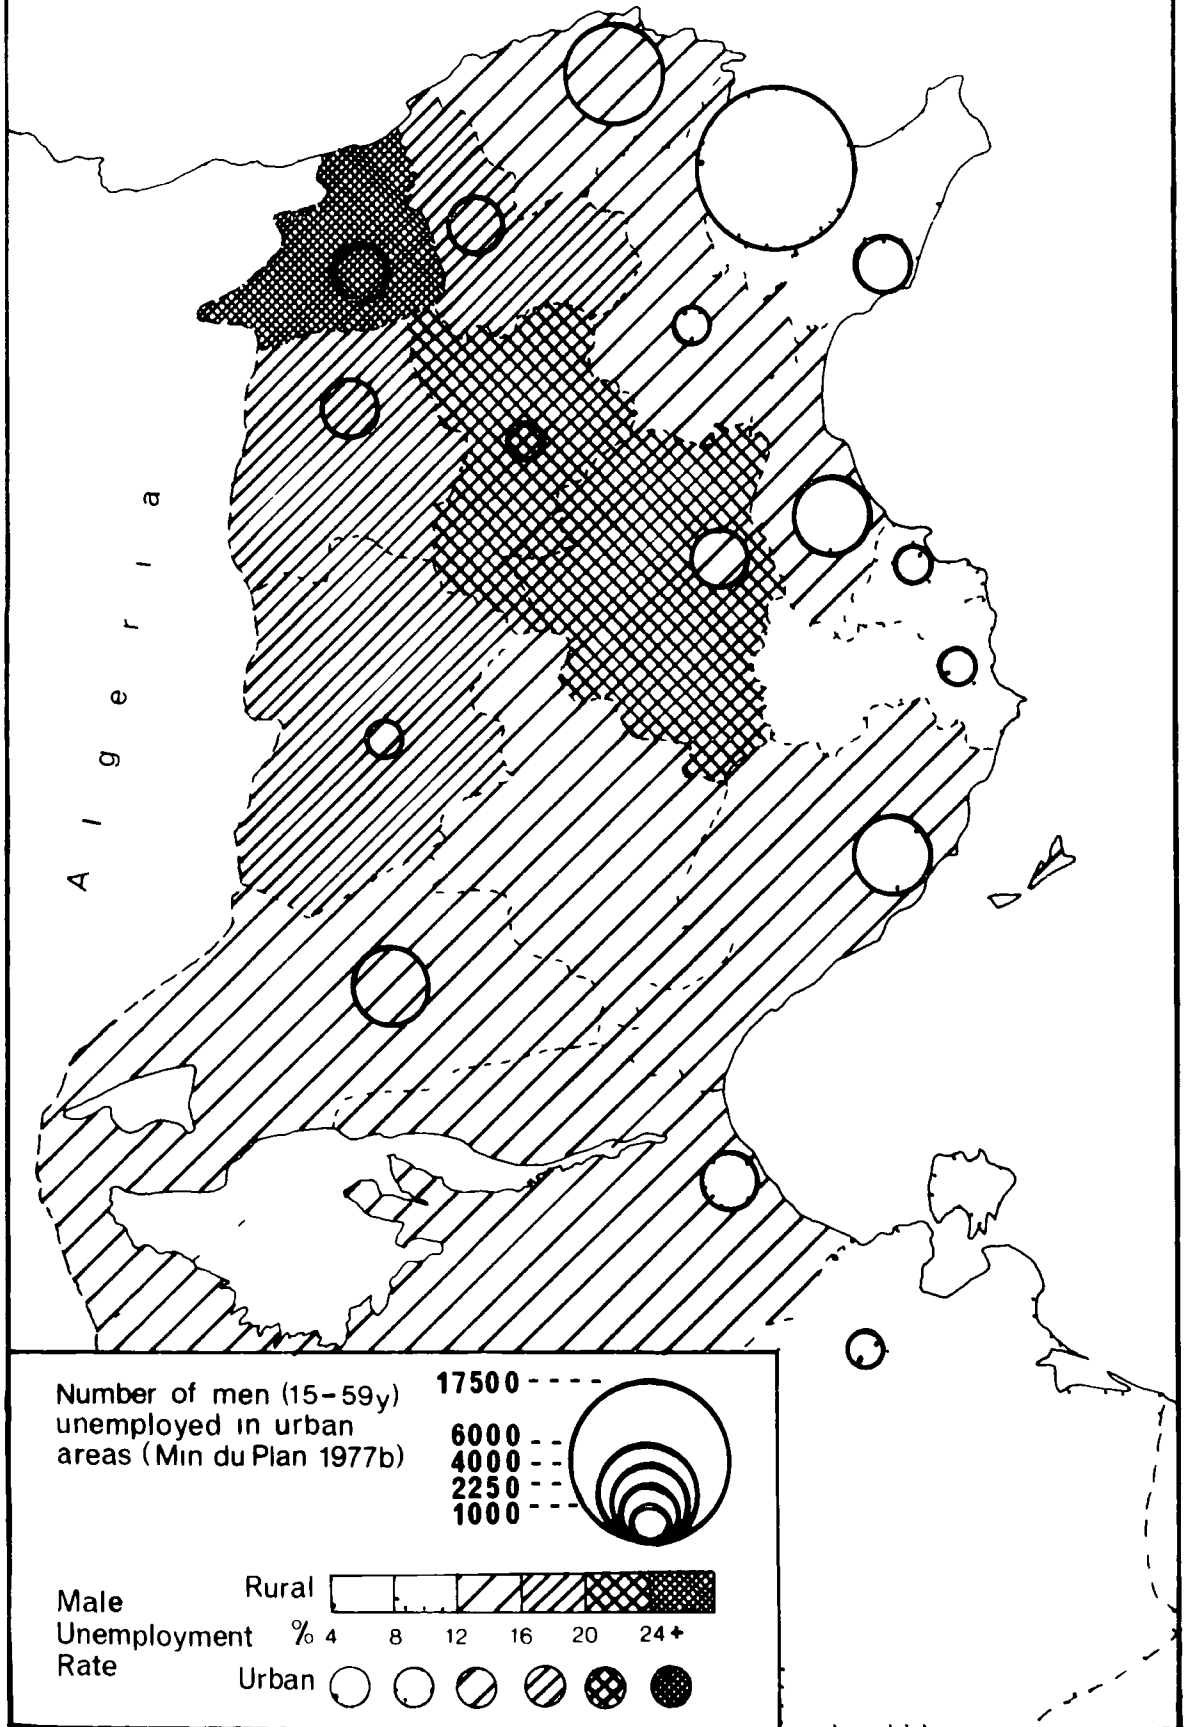 Algeria
Number of men (15-59y)
unemployed in urban
areas (Min du Plan 1977b)
17500
6000
4000
2250
1000
Male
Unemployment
Rate
Rural
% 4 8 12 16 20 24+
Urban